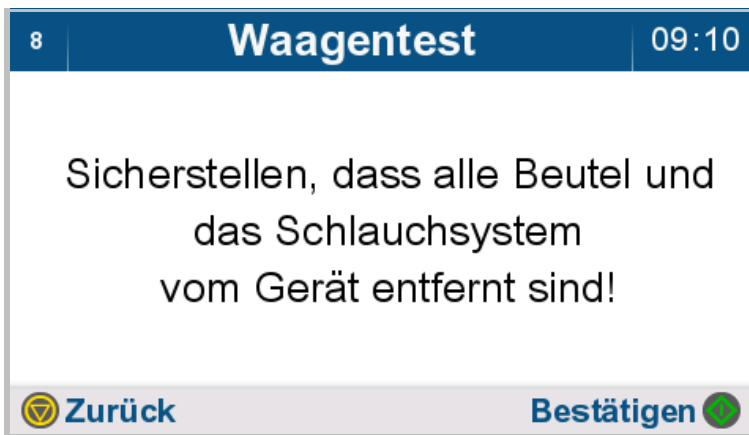 8 Waagentest 09:10
Sicherstellen, dass alle Beutel und
das Schlauchsystem
vom Gerät entfernt sind!
Zurück Bestätigen